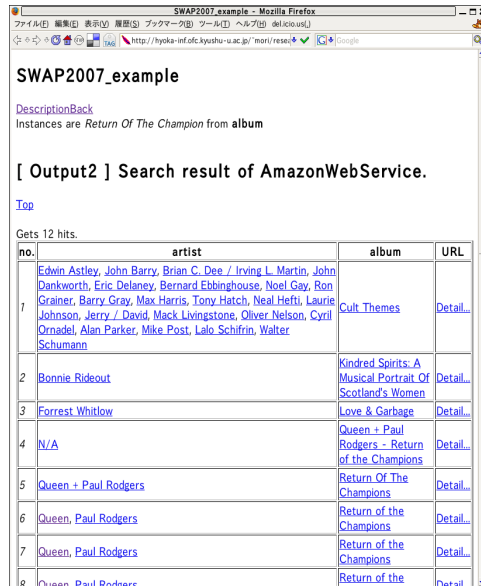 SWAP2007_example - Mozilla Firefox
ファイル(F) 編集(E) 表示(V) 履歴(S) ブックマーク(B) ツール(T) ヘルプ(H) del.icio.us(,)
TAG http://hyoka-inf.ofc.kyushu-u.ac.jp/~mori/resea Google
SWAP2007_example
DescriptionBack
Instances are Return Of The Champion from album
[ Output2 ] Search result of AmazonWebService.
Top
Gets 12 hits.
no. artist album URL
1 Edwin Astley, John Barry, Brian C. Dee / Irving L. Martin, John
Dankworth, Eric Delaney, Bernard Ebbinghouse, Noel Gay, Ron
Grainer, Barry Gray, Max Harris, Tony Hatch, Neal Hefti, Laurie
Johnson, Jerry / David, Mack Livingstone, Oliver Nelson, Cyril
Ornadel, Alan Parker, Mike Post, Lalo Schifrin, Walter
Schumann
Cult Themes Detail...
2 Bonnie Rideout
Kindred Spirits: A
Musical Portrait Of
Scotland's Women
Detail...
3 Forrest Whitlow Love & Garbage Detail...
4 N/A
Queen + Paul
Rodgers - Return
of the Champions
Detail...
5 Queen + Paul Rodgers
Return Of The
Champions
Detail...
6 Queen, Paul Rodgers
Return of the
Champions
Detail...
7 Queen, Paul Rodgers
Return of the
Champions
Detail...
8 Queen, Paul Rodgers
Return of the
Detail...